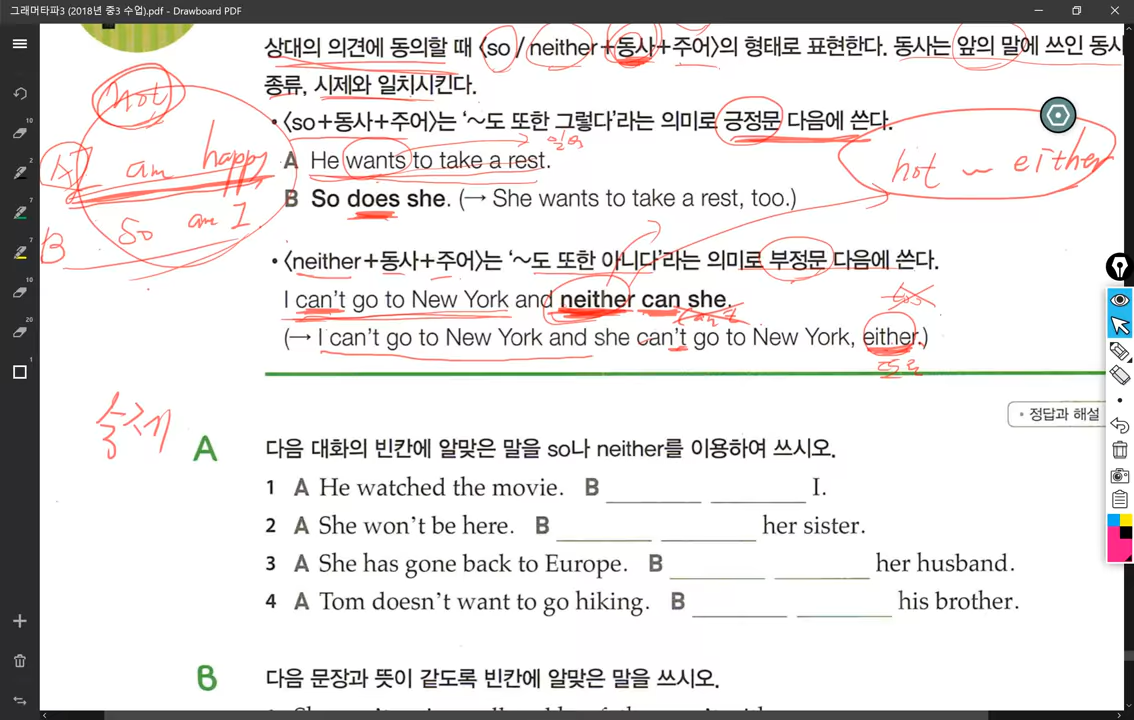 그래머타파3 (2018년 중3 수업).pdf - Drawboard PDF
상대의 의견에 동의할 때 〈so / neither+동사+주어〉의 형태로 표현한다. 동사는 앞의 말에 쓰인 동사
종류, 시제와 일치시킨다.
• 〈so+동사+주어〉는 ‘～도 또한 그렇다’라는 의미로 긍정문 다음에 쓴다.
A He wants to take a rest.
B So does she. (→ She wants to take a rest, too.)
not
am happy
so am I
B
not ~ either
• 〈neither+동사+주어〉는 ‘～도 또한 아니다’라는 의미로 부정문 다음에 쓴다.
I can’t go to New York and neither can she.
can't
too
(→ I can’t go to New York and she can’t go to New York, either.)
또르
숙제
• 정답과 해설
A 다음 대화의 빈칸에 알맞은 말을 so나 neither를 이용하여 쓰시오.
1 A He watched the movie. B ________ ________ I.
2 A She won’t be here. B ________ ________ her sister.
3 A She has gone back to Europe. B ________ ________ her husband.
4 A Tom doesn’t want to go hiking. B ________ ________ his brother.
B 다음 문장과 뜻이 같도록 빈칸에 알맞은 말을 쓰시오.